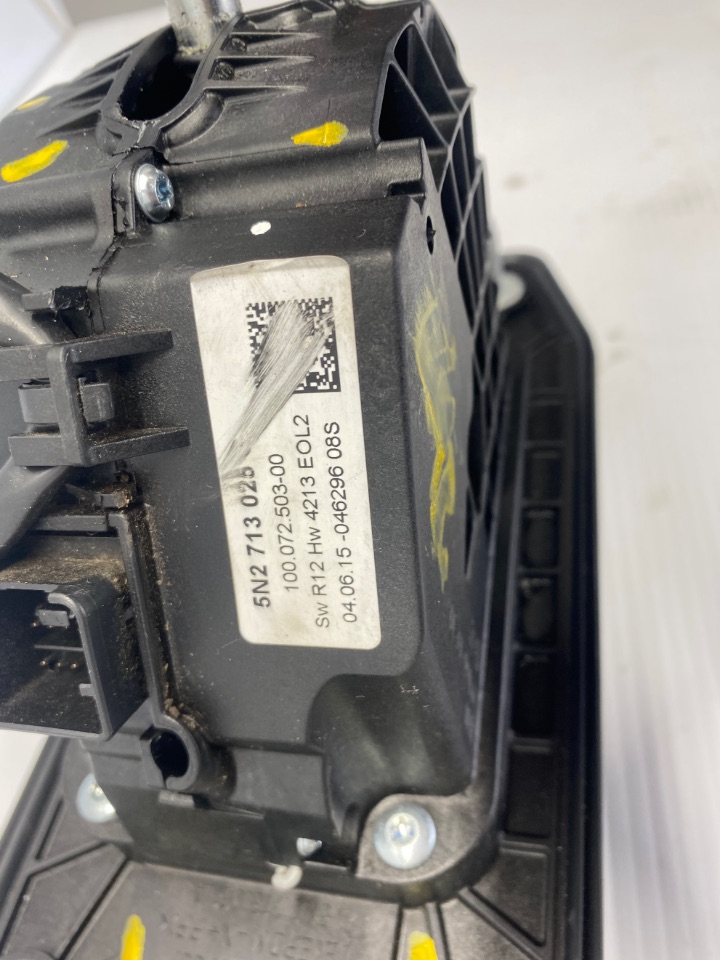 5N2 713 025
100.072.503-00
Sw R12 Hw 4213 EOL2
04.06.15 -046296 08S